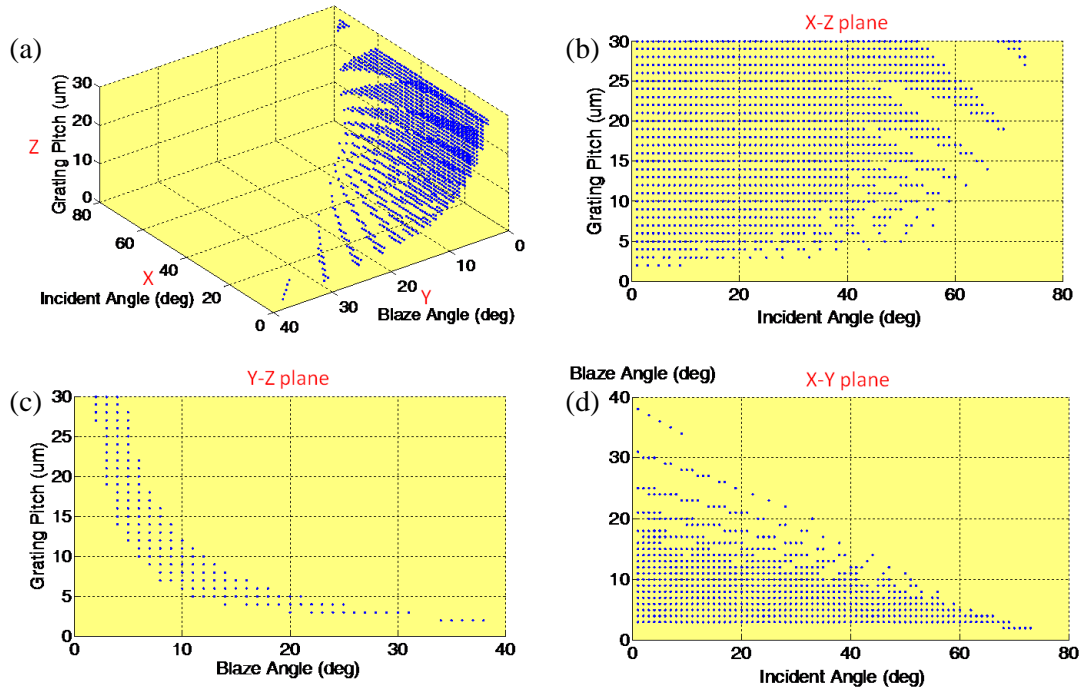 (a)
30
20
10
0
Z
Grating Pitch (um)
80
60
40
20
0
X
Incident Angle (deg)
40
30
20
10
0
Y
Blaze Angle (deg)
(b)
X-Z plane
30
25
20
15
10
5
0
Grating Pitch (um)
0 20 40 60 80
Incident Angle (deg)
(c)
Y-Z plane
30
25
20
15
10
5
0
Grating Pitch (um)
0 10 20 30 40
Blaze Angle (deg)
(d)
Blaze Angle (deg)
X-Y plane
40
30
20
10
0
0 20 40 60 80
Incident Angle (deg)